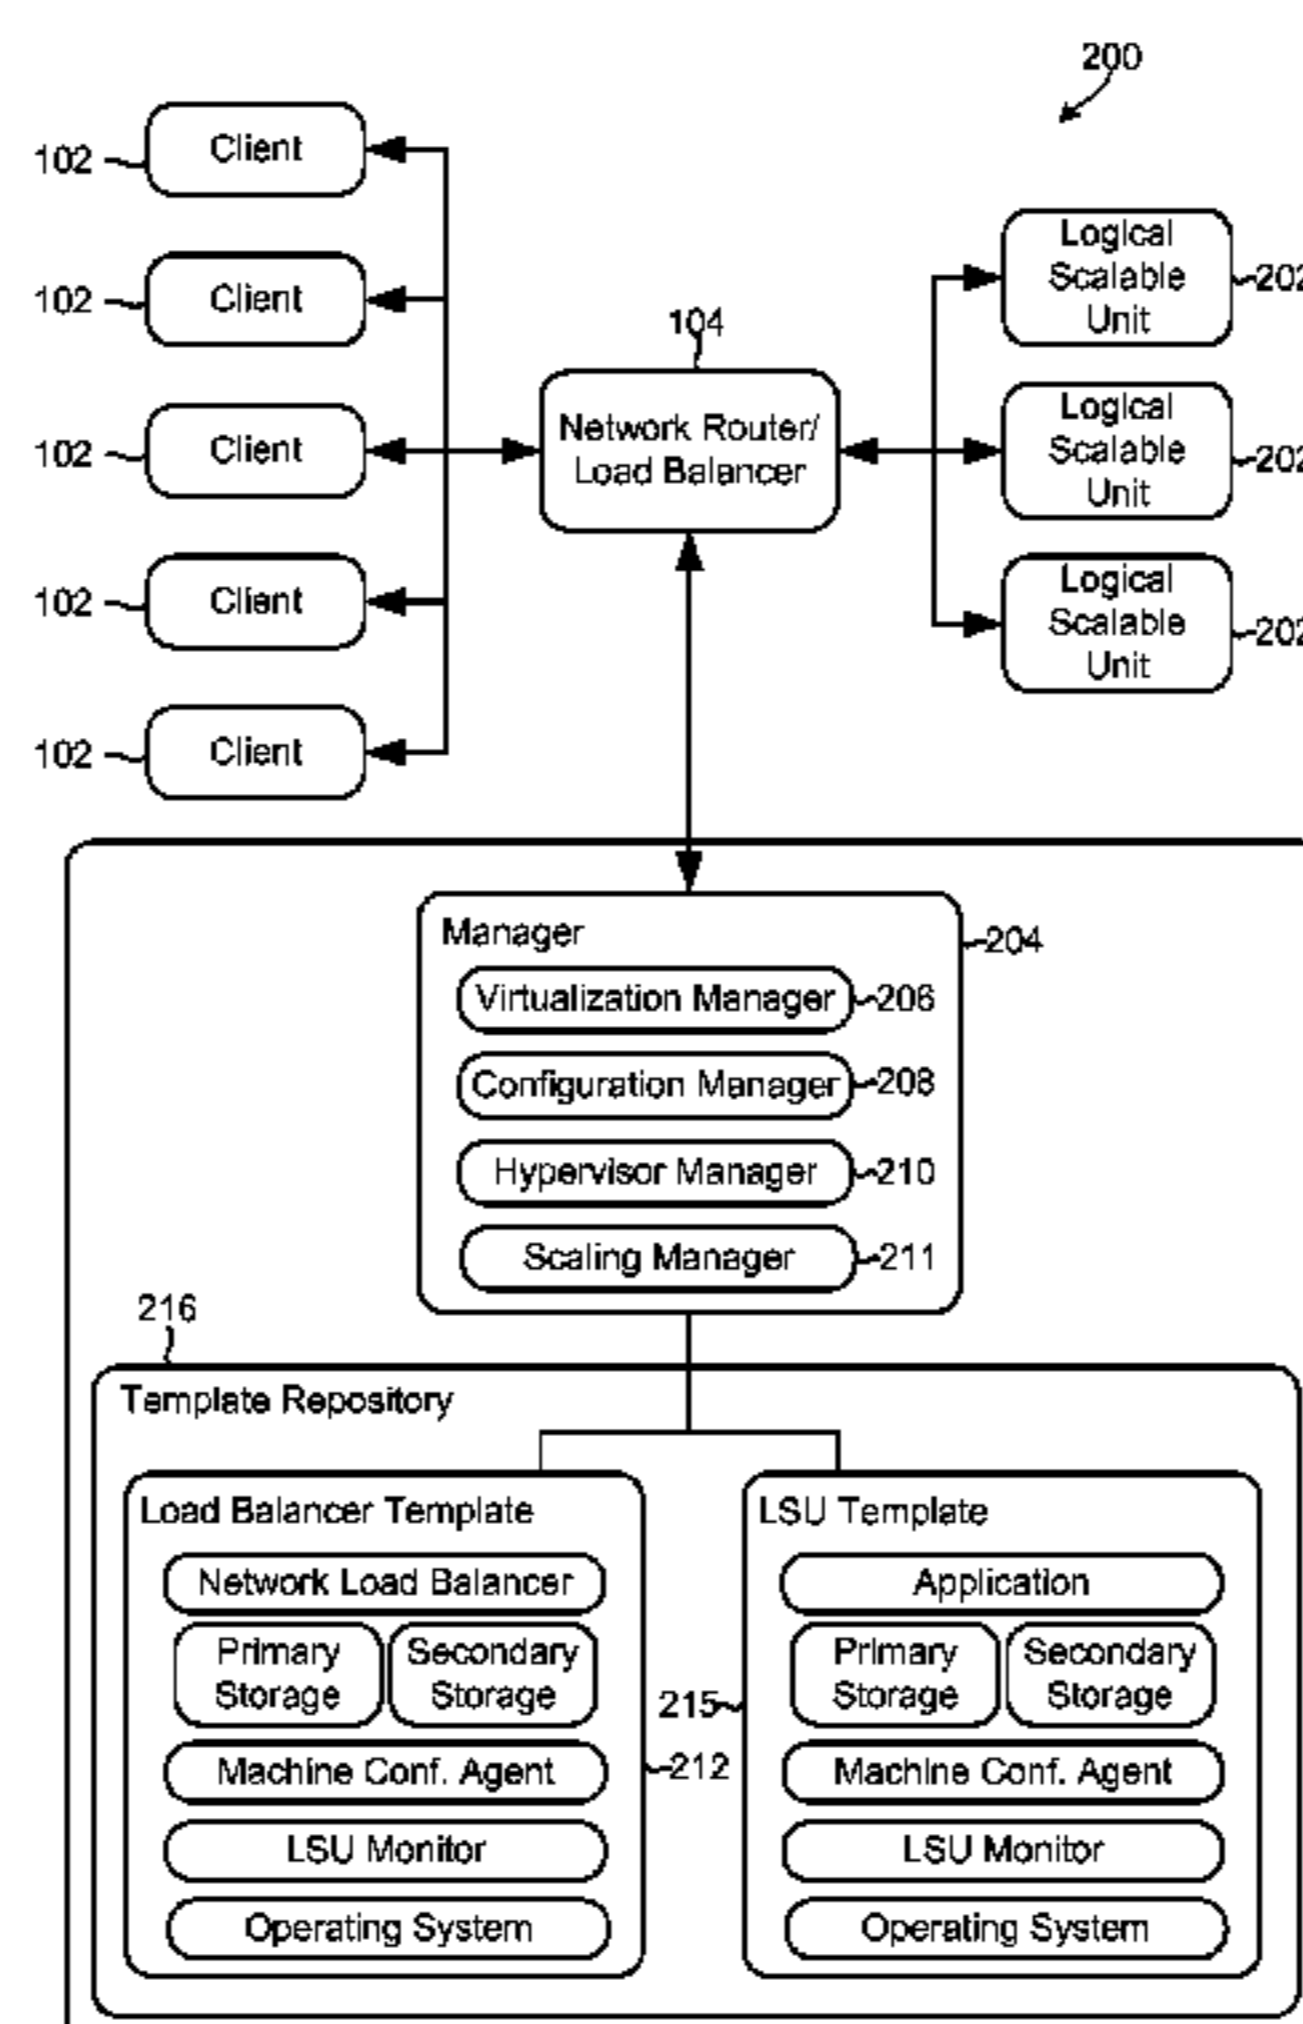 200
102
Client
102
Client
102
Client
102
Client
102
Client
104
Network Router/
Load Balancer
Logical
Scalable
Unit
202
Logical
Scalable
Unit
202
Logical
Scalable
Unit
202
Manager
204
Virtualization Manager
206
Configuration Manager
208
Hypervisor Manager
210
Scaling Manager
211
216
Template Repository
Load Balancer Template
Network Load Balancer
Primary
Storage
Secondary
Storage
Machine Conf. Agent
LSU Monitor
Operating System
212
LSU Template
Application
Primary
Storage
Secondary
Storage
Machine Conf. Agent
LSU Monitor
Operating System
215